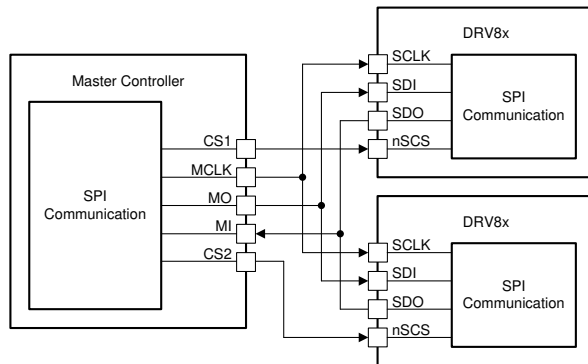 Master Controller
SPI
Communication
CS1
MCLK
MO
MI
CS2
DRV8x
SCLK
SDI
SDO
nSCS
SPI
Communication
DRV8x
SCLK
SDI
SDO
nSCS
SPI
Communication